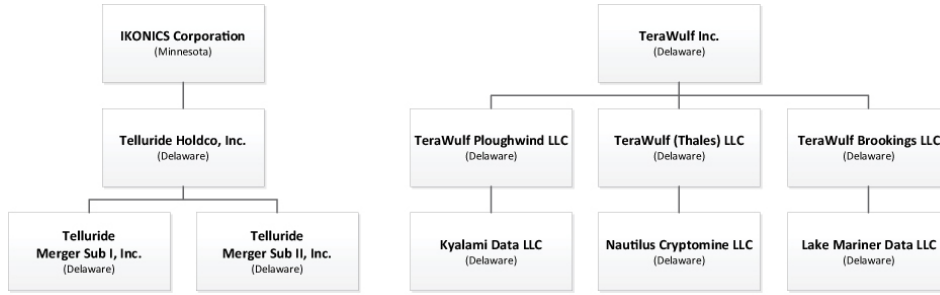 IKONICS Corporation
(Minnesota)
TeraWulf Inc.
(Delaware)
Telluride Holdco, Inc.
(Delaware)
TeraWulf Ploughwind LLC
(Delaware)
TeraWulf (Thales) LLC
(Delaware)
TeraWulf Brookings LLC
(Delaware)
Telluride
Merger Sub I, Inc.
(Delaware)
Telluride
Merger Sub II, Inc.
(Delaware)
Kyalami Data LLC
(Delaware)
Nautilus Cryptomine LLC
(Delaware)
Lake Mariner Data LLC
(Delaware)